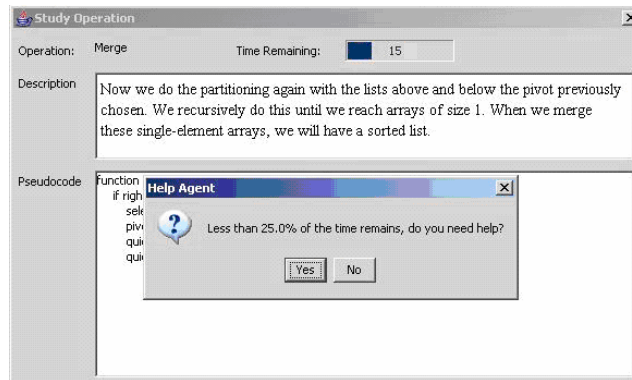 Study Operation
Operation: Merge Time Remaining: 15
Description
Now we do the partitioning again with the lists above and below the pivot previously
chosen. We recursively do this until we reach arrays of size 1. When we merge
these single-element arrays, we will have a sorted list.
Pseudocode
function
if righ
sele
piv
qui
qui
Help Agent
Less than 25.0% of the time remains, do you need help?
Yes No